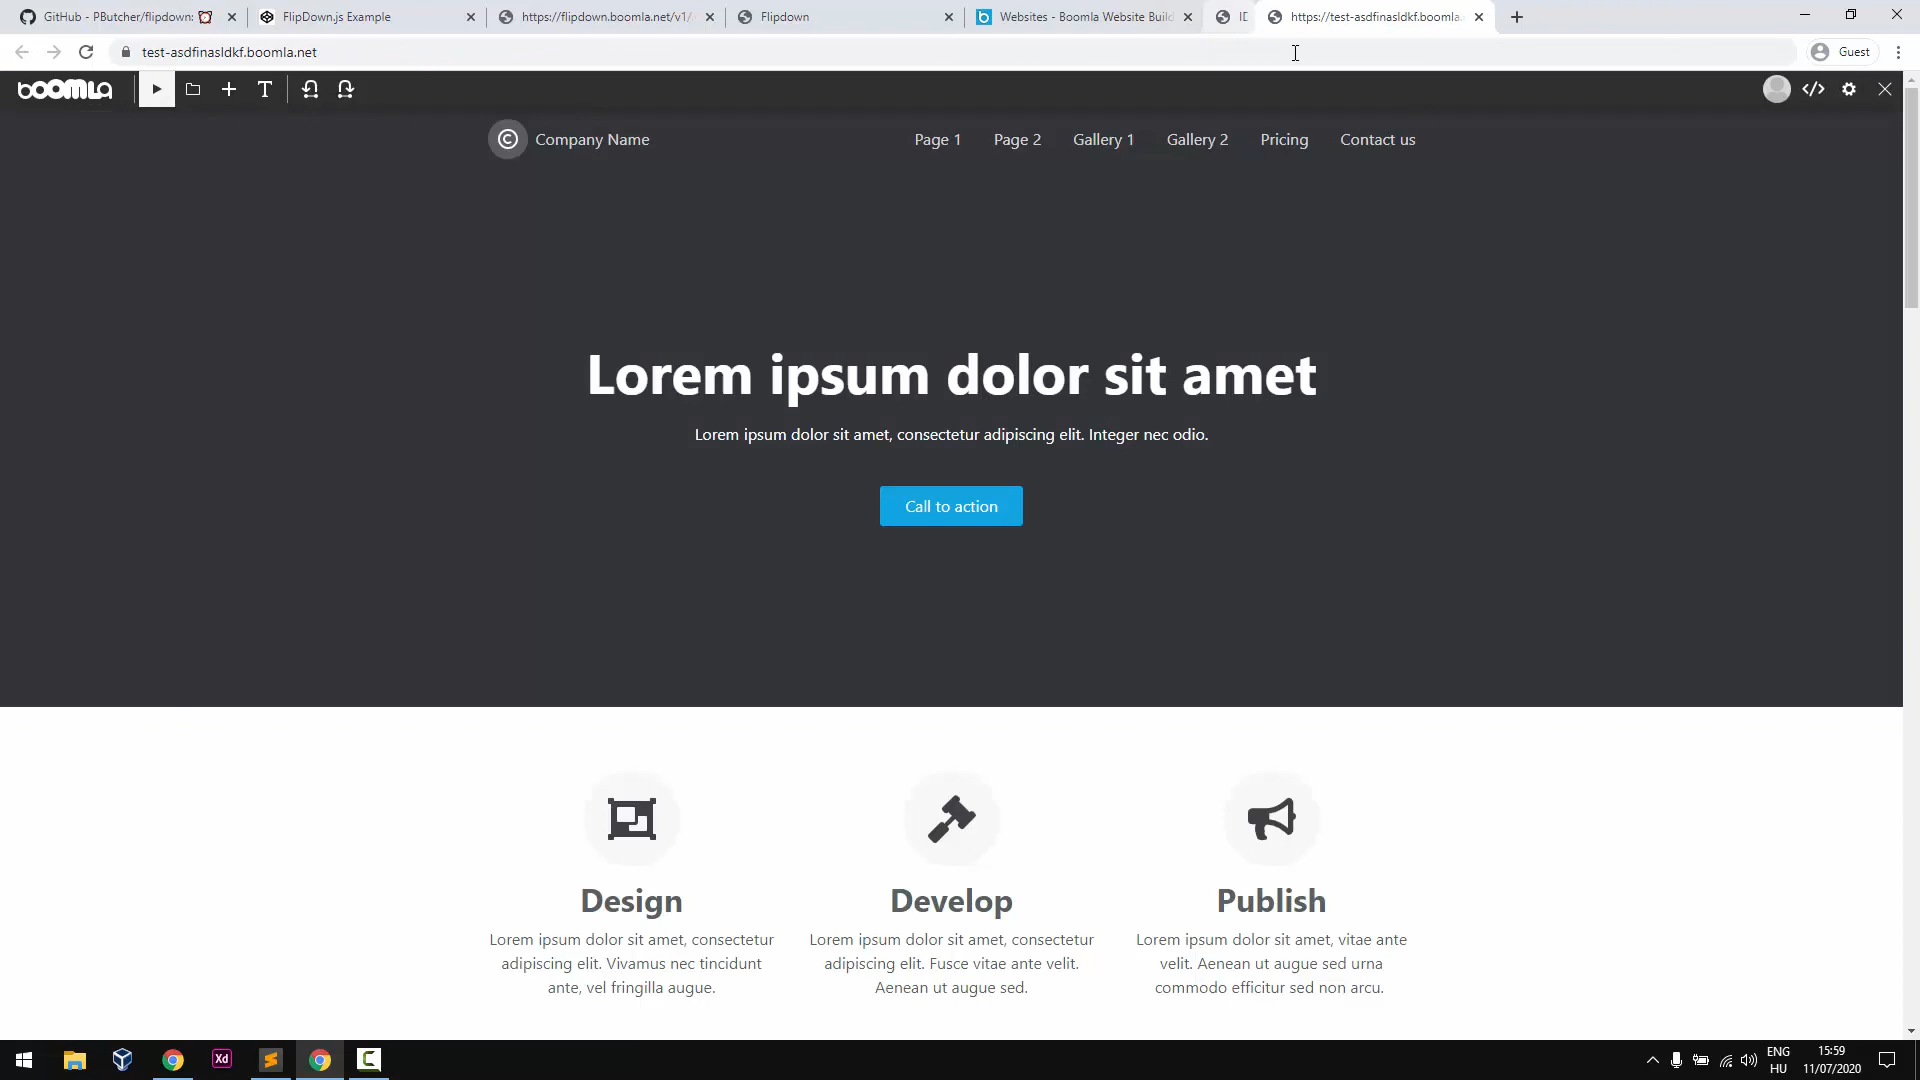 GitHub - PButcher/flipdown: ⏰
FlipDown.js Example
https://flipdown.boomla.net/v1/
Flipdown
Websites - Boomla Website Build
https://test-asdfinasldkf.boomla.
test-asdfinasldkf.boomla.net
Guest
boomla
Company Name
Page 1
Page 2
Gallery 1
Gallery 2
Pricing
Contact us
Lorem ipsum dolor sit amet
Lorem ipsum dolor sit amet, consectetur adipiscing elit. Integer nec odio.
Call to action
Design
Lorem ipsum dolor sit amet, consectetur
adipiscing elit. Vivamus nec tincidunt
ante, vel fringilla augue.
Develop
Lorem ipsum dolor sit amet, consectetur
adipiscing elit. Fusce vitae ante velit.
Aenean ut augue sed.
Publish
Lorem ipsum dolor sit amet, vitae ante
velit. Aenean ut augue sed urna
commodo efficitur sed non arcu.
Xd
ENG
HU
15:59
11/07/2020